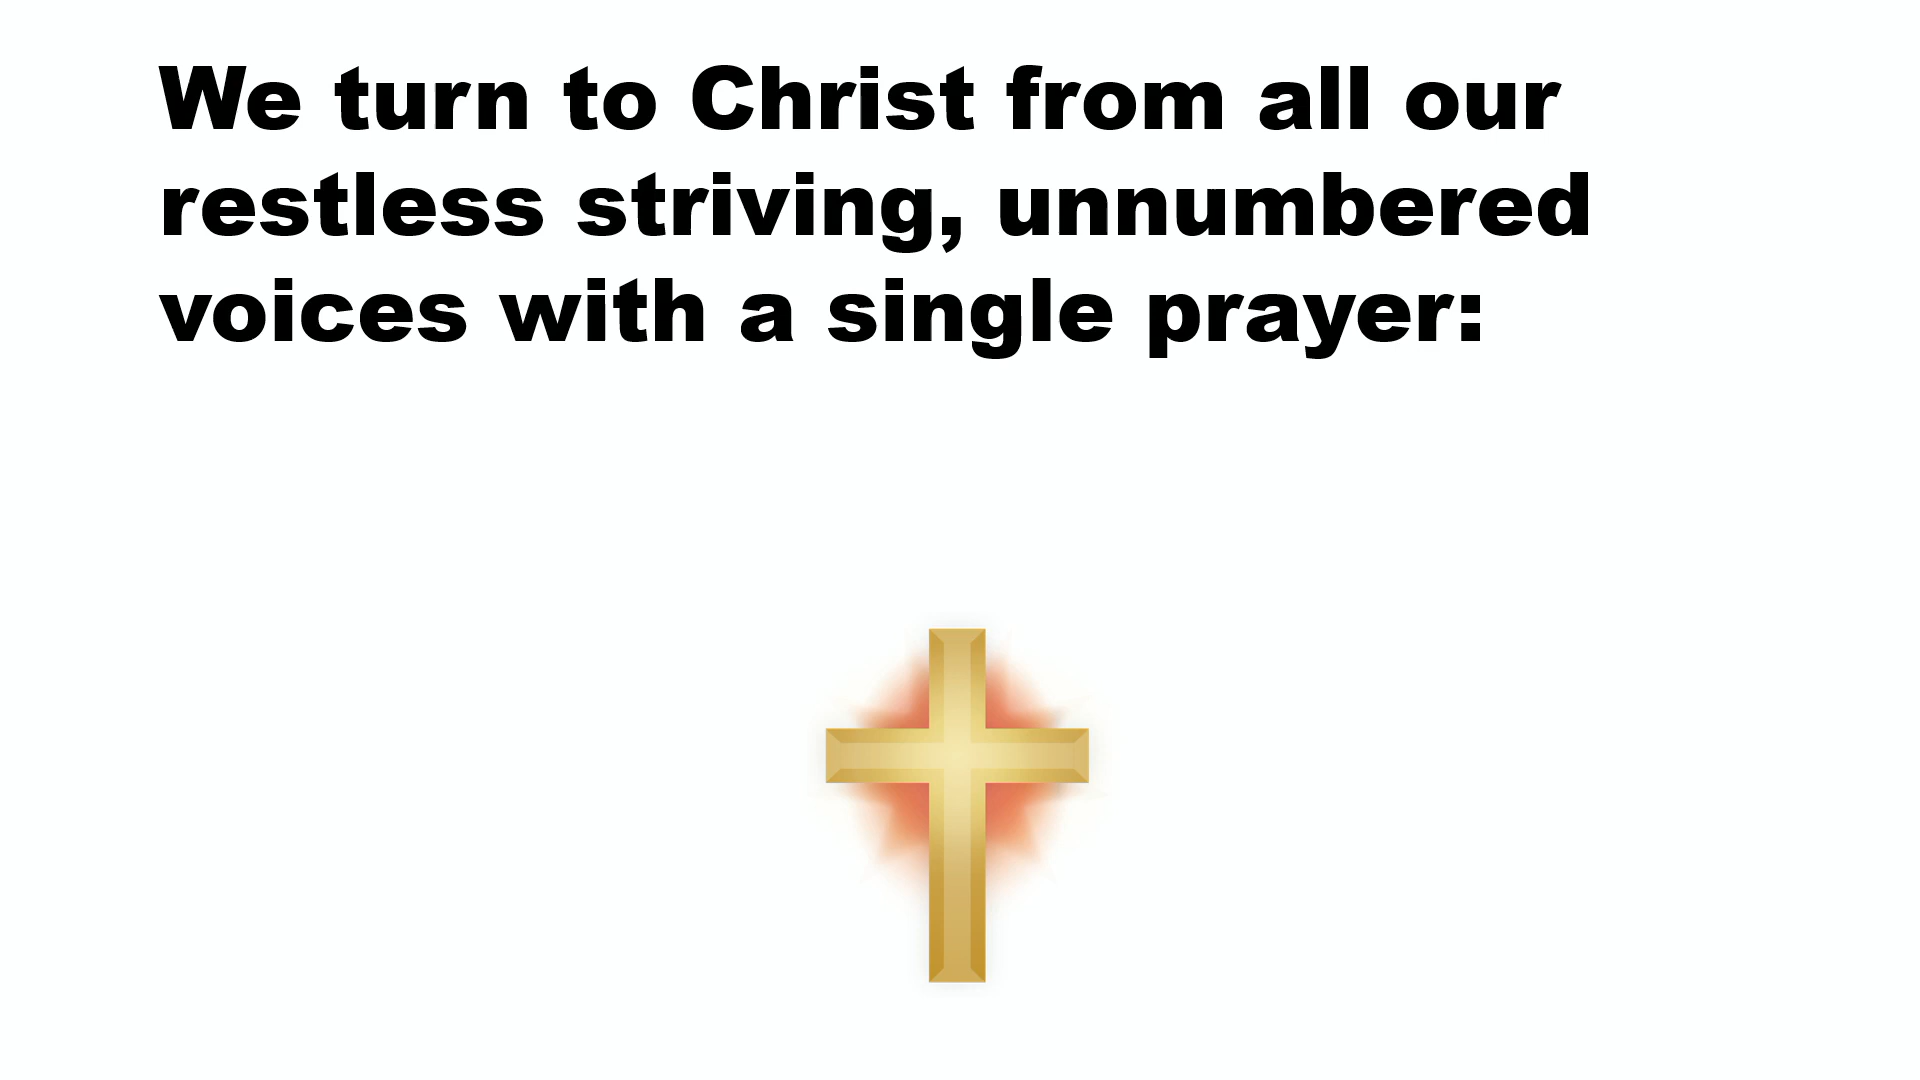 We turn to Christ from all our
restless striving, unnumbered
voices with a single prayer: